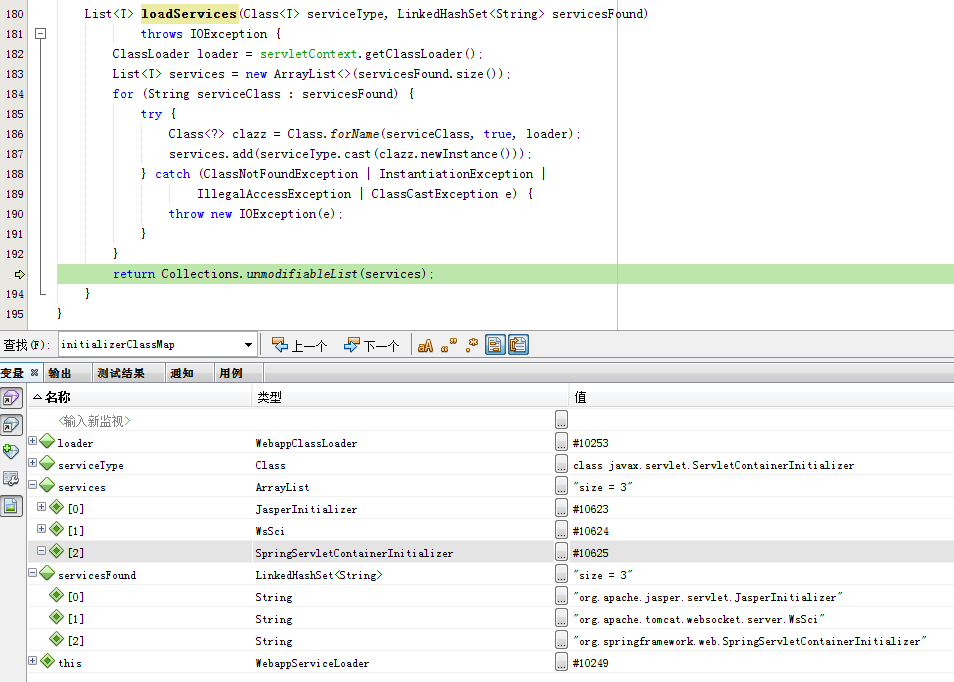 180 List<T> loadServices(Class<T> serviceType, LinkedHashSet<String> servicesFound)
181 throws IOException {
182 ClassLoader loader = servletContext.getClassLoader();
183 List<T> services = new ArrayList<>(servicesFound.size());
184 for (String serviceClass : servicesFound) {
185 try {
186 Class<?> clazz = Class.forName(serviceClass, true, loader);
187 services.add(serviceType.cast(clazz.newInstance()));
188 } catch (ClassNotFoundException | InstantiationException |
189 IllegalAccessException | ClassCastException e) {
190 throw new IOException(e);
191 }
192 }
return Collections.unmodifiableList(services);
194 }
195 }
查找(F): initializerClassMap 上一个 下一个 aA
变量 输出 测试结果 通知 用例
名称 类型 值
<输入新监视> ...
loader WebappClassLoader ... #10253
serviceType Class ... class javax.servlet.ServletContainerInitializer
services ArrayList ... "size = 3"
[0] JasperInitializer ... #10623
[1] WsSci ... #10624
[2] SpringServletContainerInitializer ... #10625
servicesFound LinkedHashSet<String> ... "size = 3"
[0] String ... "org.apache.jasper.servlet.JasperInitializer"
[1] String ... "org.apache.tomcat.websocket.server.WsSci"
[2] String ... "org.springframework.web.SpringServletContainerInitializer"
this WebappServiceLoader ... #10249